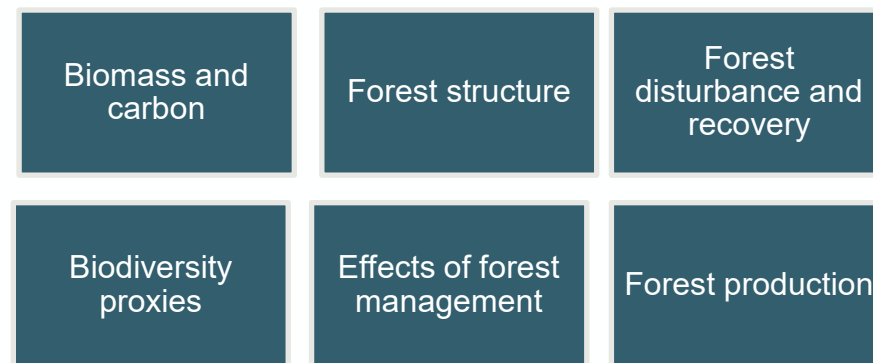 Biomass and
carbon
Forest structure
Forest
disturbance and
recovery
Biodiversity
proxies
Effects of forest
management
Forest production